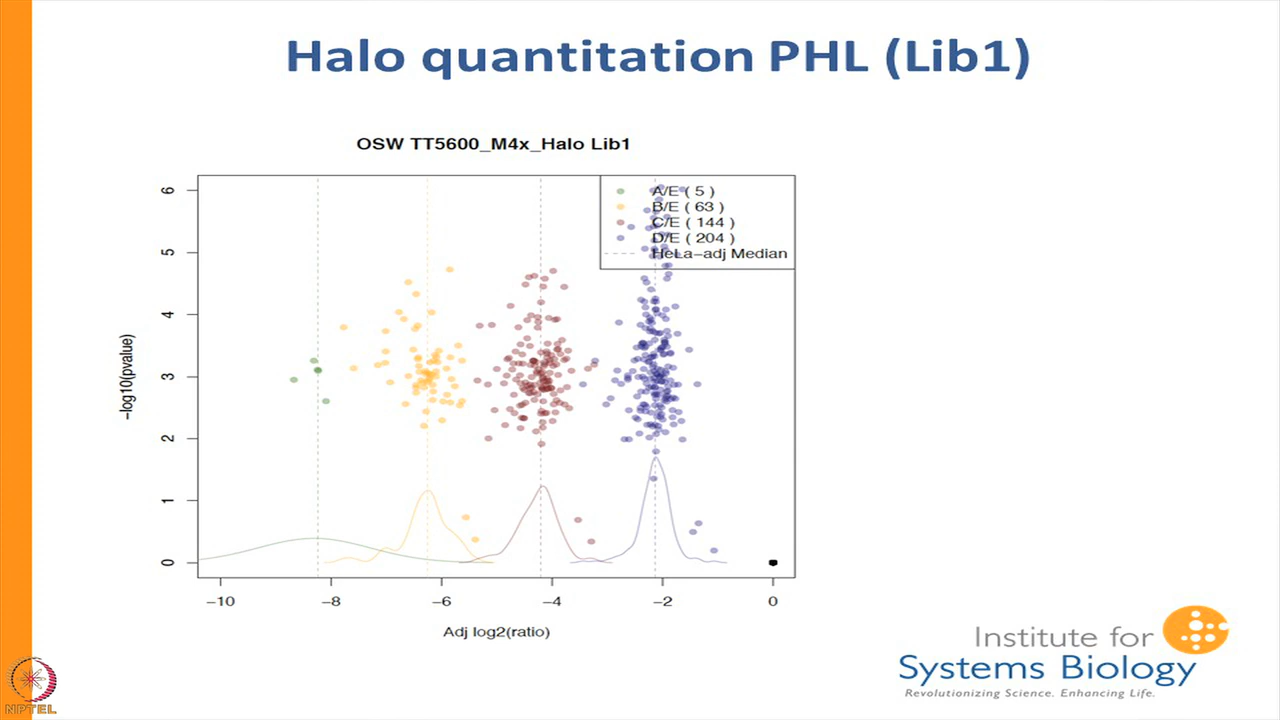 Halo quantitation PHL (Lib1)
OSW TT5600_M4x_Halo Lib1
A/E ( 5 )
B/E ( 63 )
C/E ( 144 )
D/E ( 204 )
HeLa−adj Median
6
5
4
3
2
1
0
−log10(pvalue)
−10 −8 −6 −4 −2 0
Adj log2(ratio)
Institute for
Systems Biology
Revolutionizing Science. Enhancing Life.
NPTEL